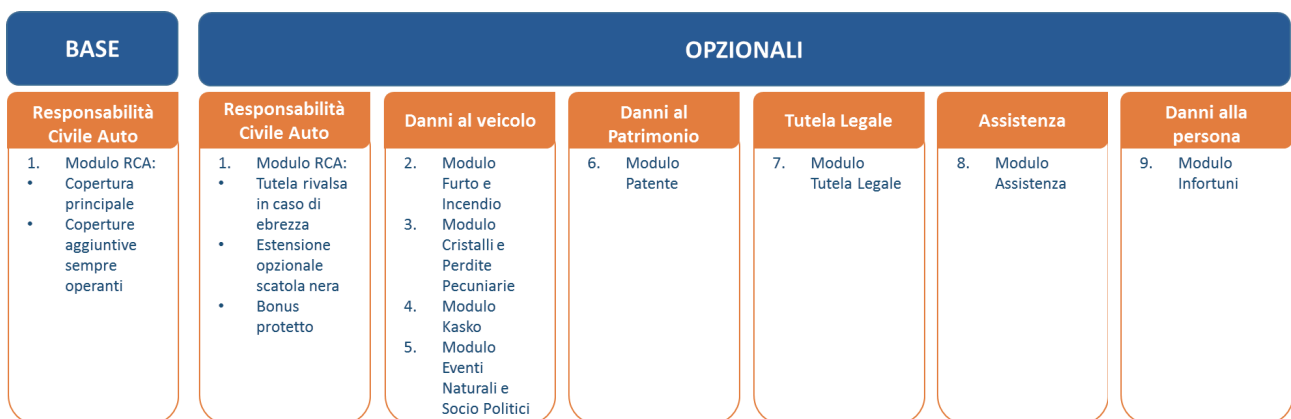 BASE
OPZIONALI
Responsabilità
Civile Auto
1. Modulo RCA:
• Copertura
principale
• Coperture
aggiuntive
sempre
operanti
Responsabilità
Civile Auto
1. Modulo RCA:
• Tutela rivalsa
in caso di
ebrezza
• Estensione
opzionale
scatola nera
• Bonus
protetto
Danni al veicolo
2. Modulo
Furto e
Incendio
3. Modulo
Cristalli e
Perdite
Pecuniarie
4. Modulo
Kasko
5. Modulo
Eventi
Naturali e
Socio Politici
Danni al
Patrimonio
6. Modulo
Patente
Tutela Legale
7. Modulo
Tutela Legale
Assistenza
8. Modulo
Assistenza
Danni alla
persona
9. Modulo
Infortuni